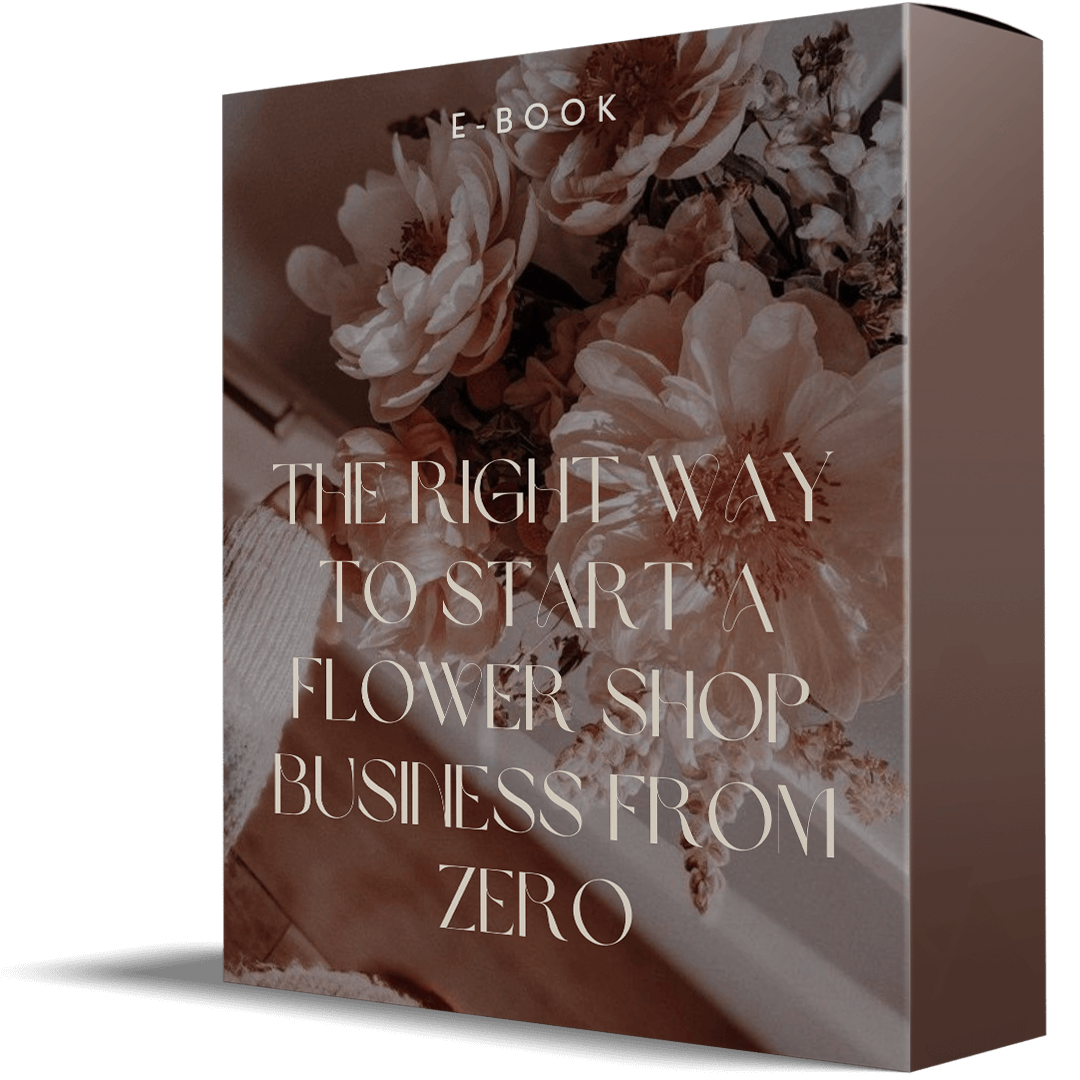 E-BOOK
THE RIGHT WAY
TO START A
FLOWER SHOP
BUSINESS FROM
ZERO